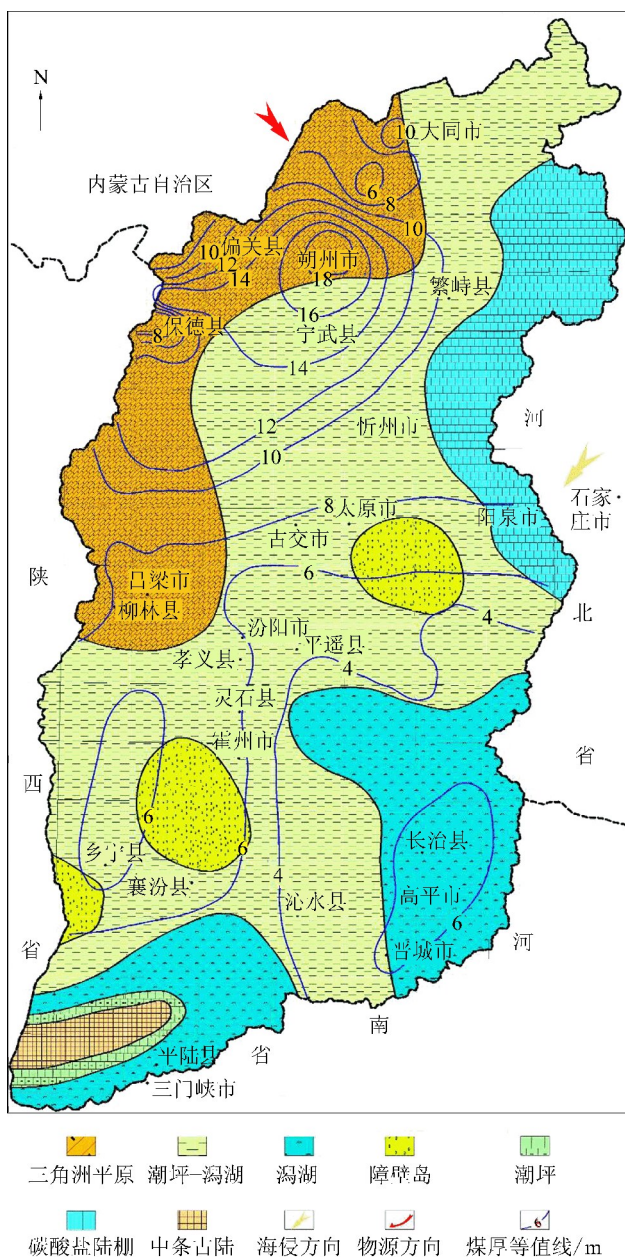 N
10 大同市
内蒙古自治区
6
8
10
10 偏关县
12
朔州市
14
18
繁峙县
16
保德县
8
宁武县
14
12
忻州市
河
10
石家
庄市
8 太原市
阳泉市
古交市
陕
6
吕梁市
柳林县
4
北
汾阳市
平遥县
孝义县
4
灵石县
霍州市
省
西
6
长治县
6
乡宁县
4
襄汾县
沁水县
高平市
6
晋城市
省
河
南
省
平陆县
三门峡市
三角洲平原 潮坪–潟湖 潟湖 障壁岛 潮坪
6
碳酸盐陆棚 中条古陆 海侵方向 物源方向 煤厚等值线/m